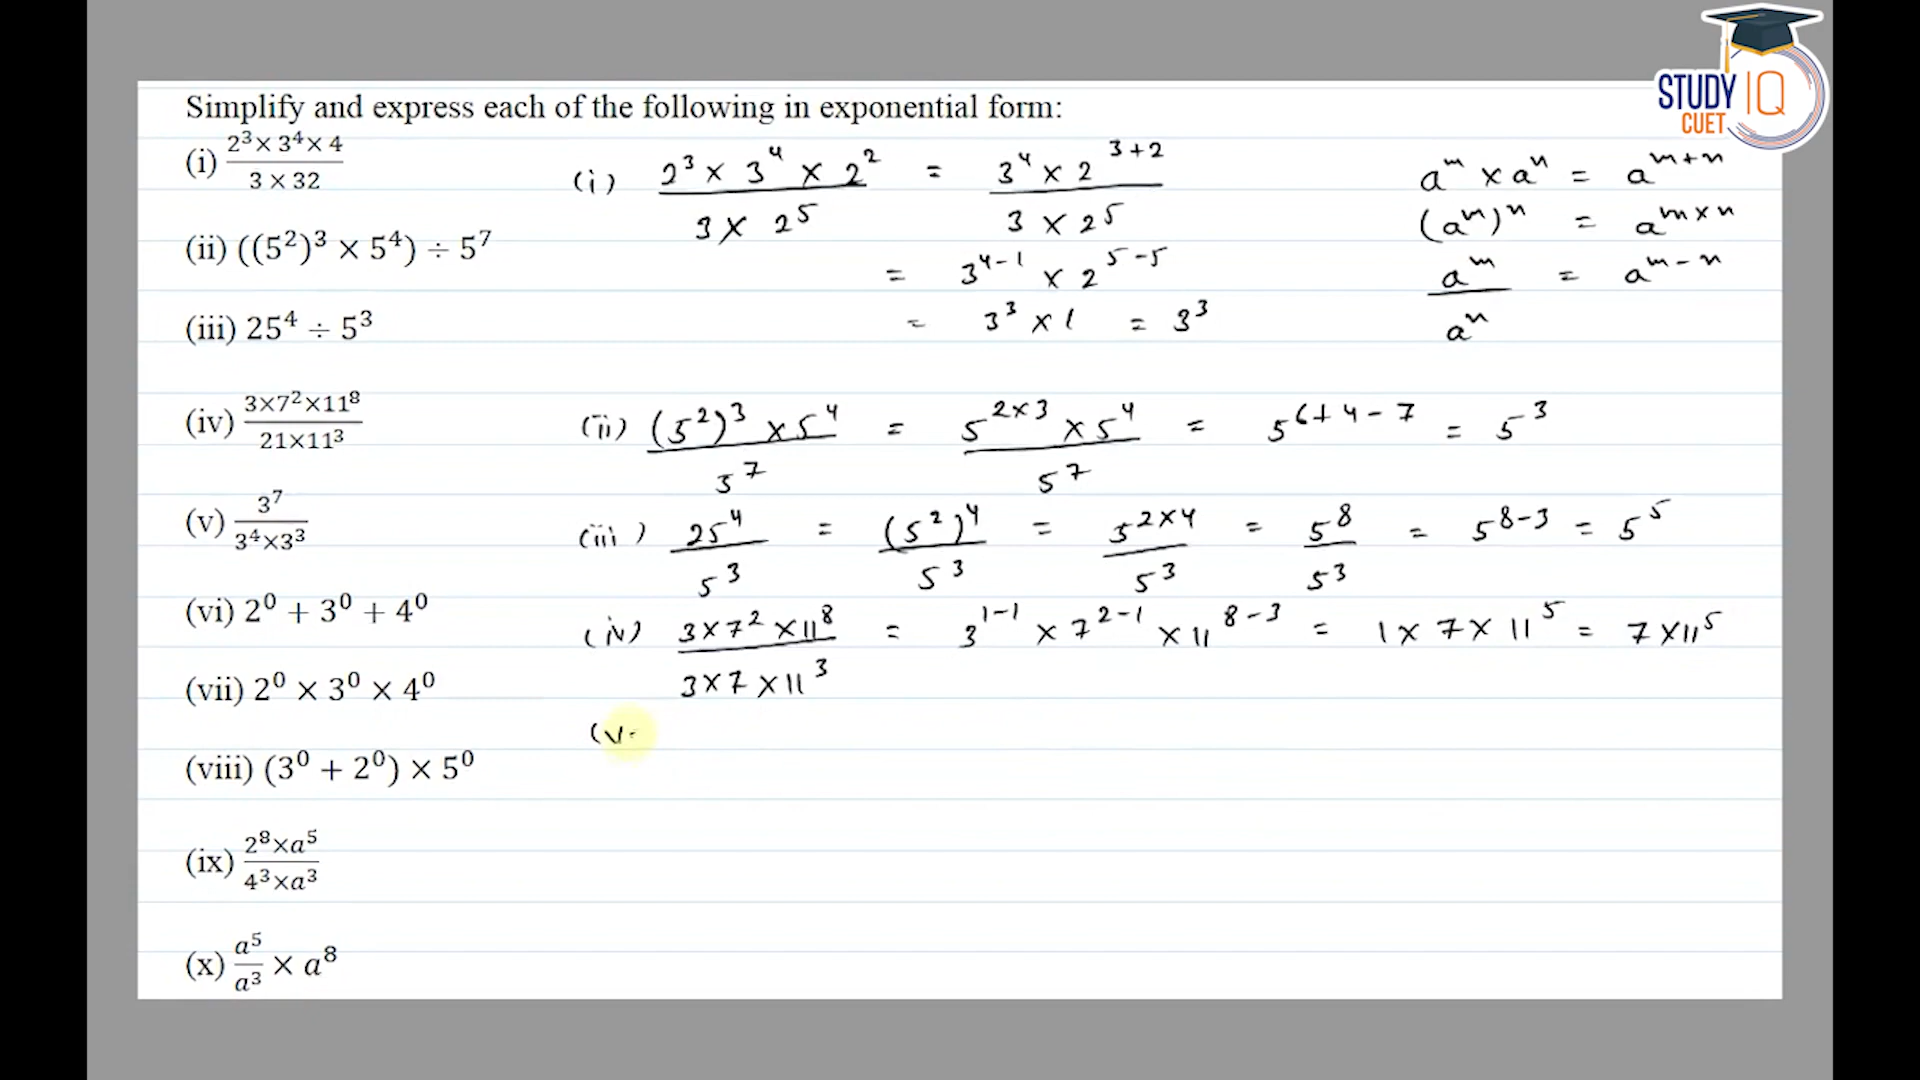 STUDY IQ
CUET
Simplify and express each of the following in exponential form:
(i) 2³× 3⁴× 4 / 3 × 32
(ii) ((5²)³ × 5⁴) ÷ 5⁷
(iii) 25⁴ ÷ 5³
(iv) 3×7²×11⁸ / 21×11³
(v) 3⁷ / 3⁴×3³
(vi) 2⁰ + 3⁰ + 4⁰
(vii) 2⁰ × 3⁰ × 4⁰
(viii) (3⁰ + 2⁰) × 5⁰
(ix) 2⁸×a⁵ / 4³×a³
(x) a⁵ / a³ × a⁸
(i) 2³ × 3⁴ × 2² / 3 × 2⁵ = 3⁴ × 2³⁺² / 3 × 2⁵
= 3⁴⁻¹ × 2⁵⁻⁵
= 3³ × 1 = 3³
(ii) (5²)³ × 5⁴ / 5⁷ = 5²ˣ³ × 5⁴ / 5⁷ = 5⁶⁺⁴⁻⁷ = 5³
(iii) 25⁴ / 5³ = (5²)⁴ / 5³ = 5²ˣ⁴ / 5³ = 5⁸ / 5³ = 5⁸⁻³ = 5⁵
(iv) 3×7²×11⁸ / 3×7×11³ = 3¹⁻¹ × 7²⁻¹ × 11⁸⁻³ = 1 × 7 × 11⁵ = 7×11⁵
(v
aᵐ × aⁿ = aᵐ⁺ⁿ
(aᵐ)ⁿ = aᵐˣⁿ
aᵐ / aⁿ = aᵐ⁻ⁿ